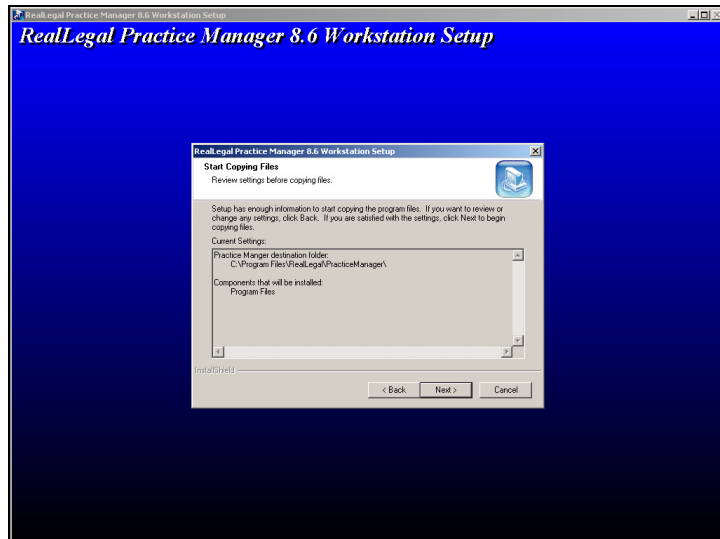 RealLegal Practice Manager 8.6 Workstation Setup
RealLegal Practice Manager 8.6 Workstation Setup
RealLegal Practice Manager 8.6 Workstation Setup
Start Copying Files
Review settings before copying files.
Setup has enough information to start copying the program files. If you want to review or
change any settings, click Back. If you are satisfied with the settings, click Next to begin
copying files.
Current Settings:
Practice Manger destination folder:
C:\Program Files\RealLegal\PracticeManager\
Components that will be installed:
Program Files
InstallShield
< Back
Next >
Cancel